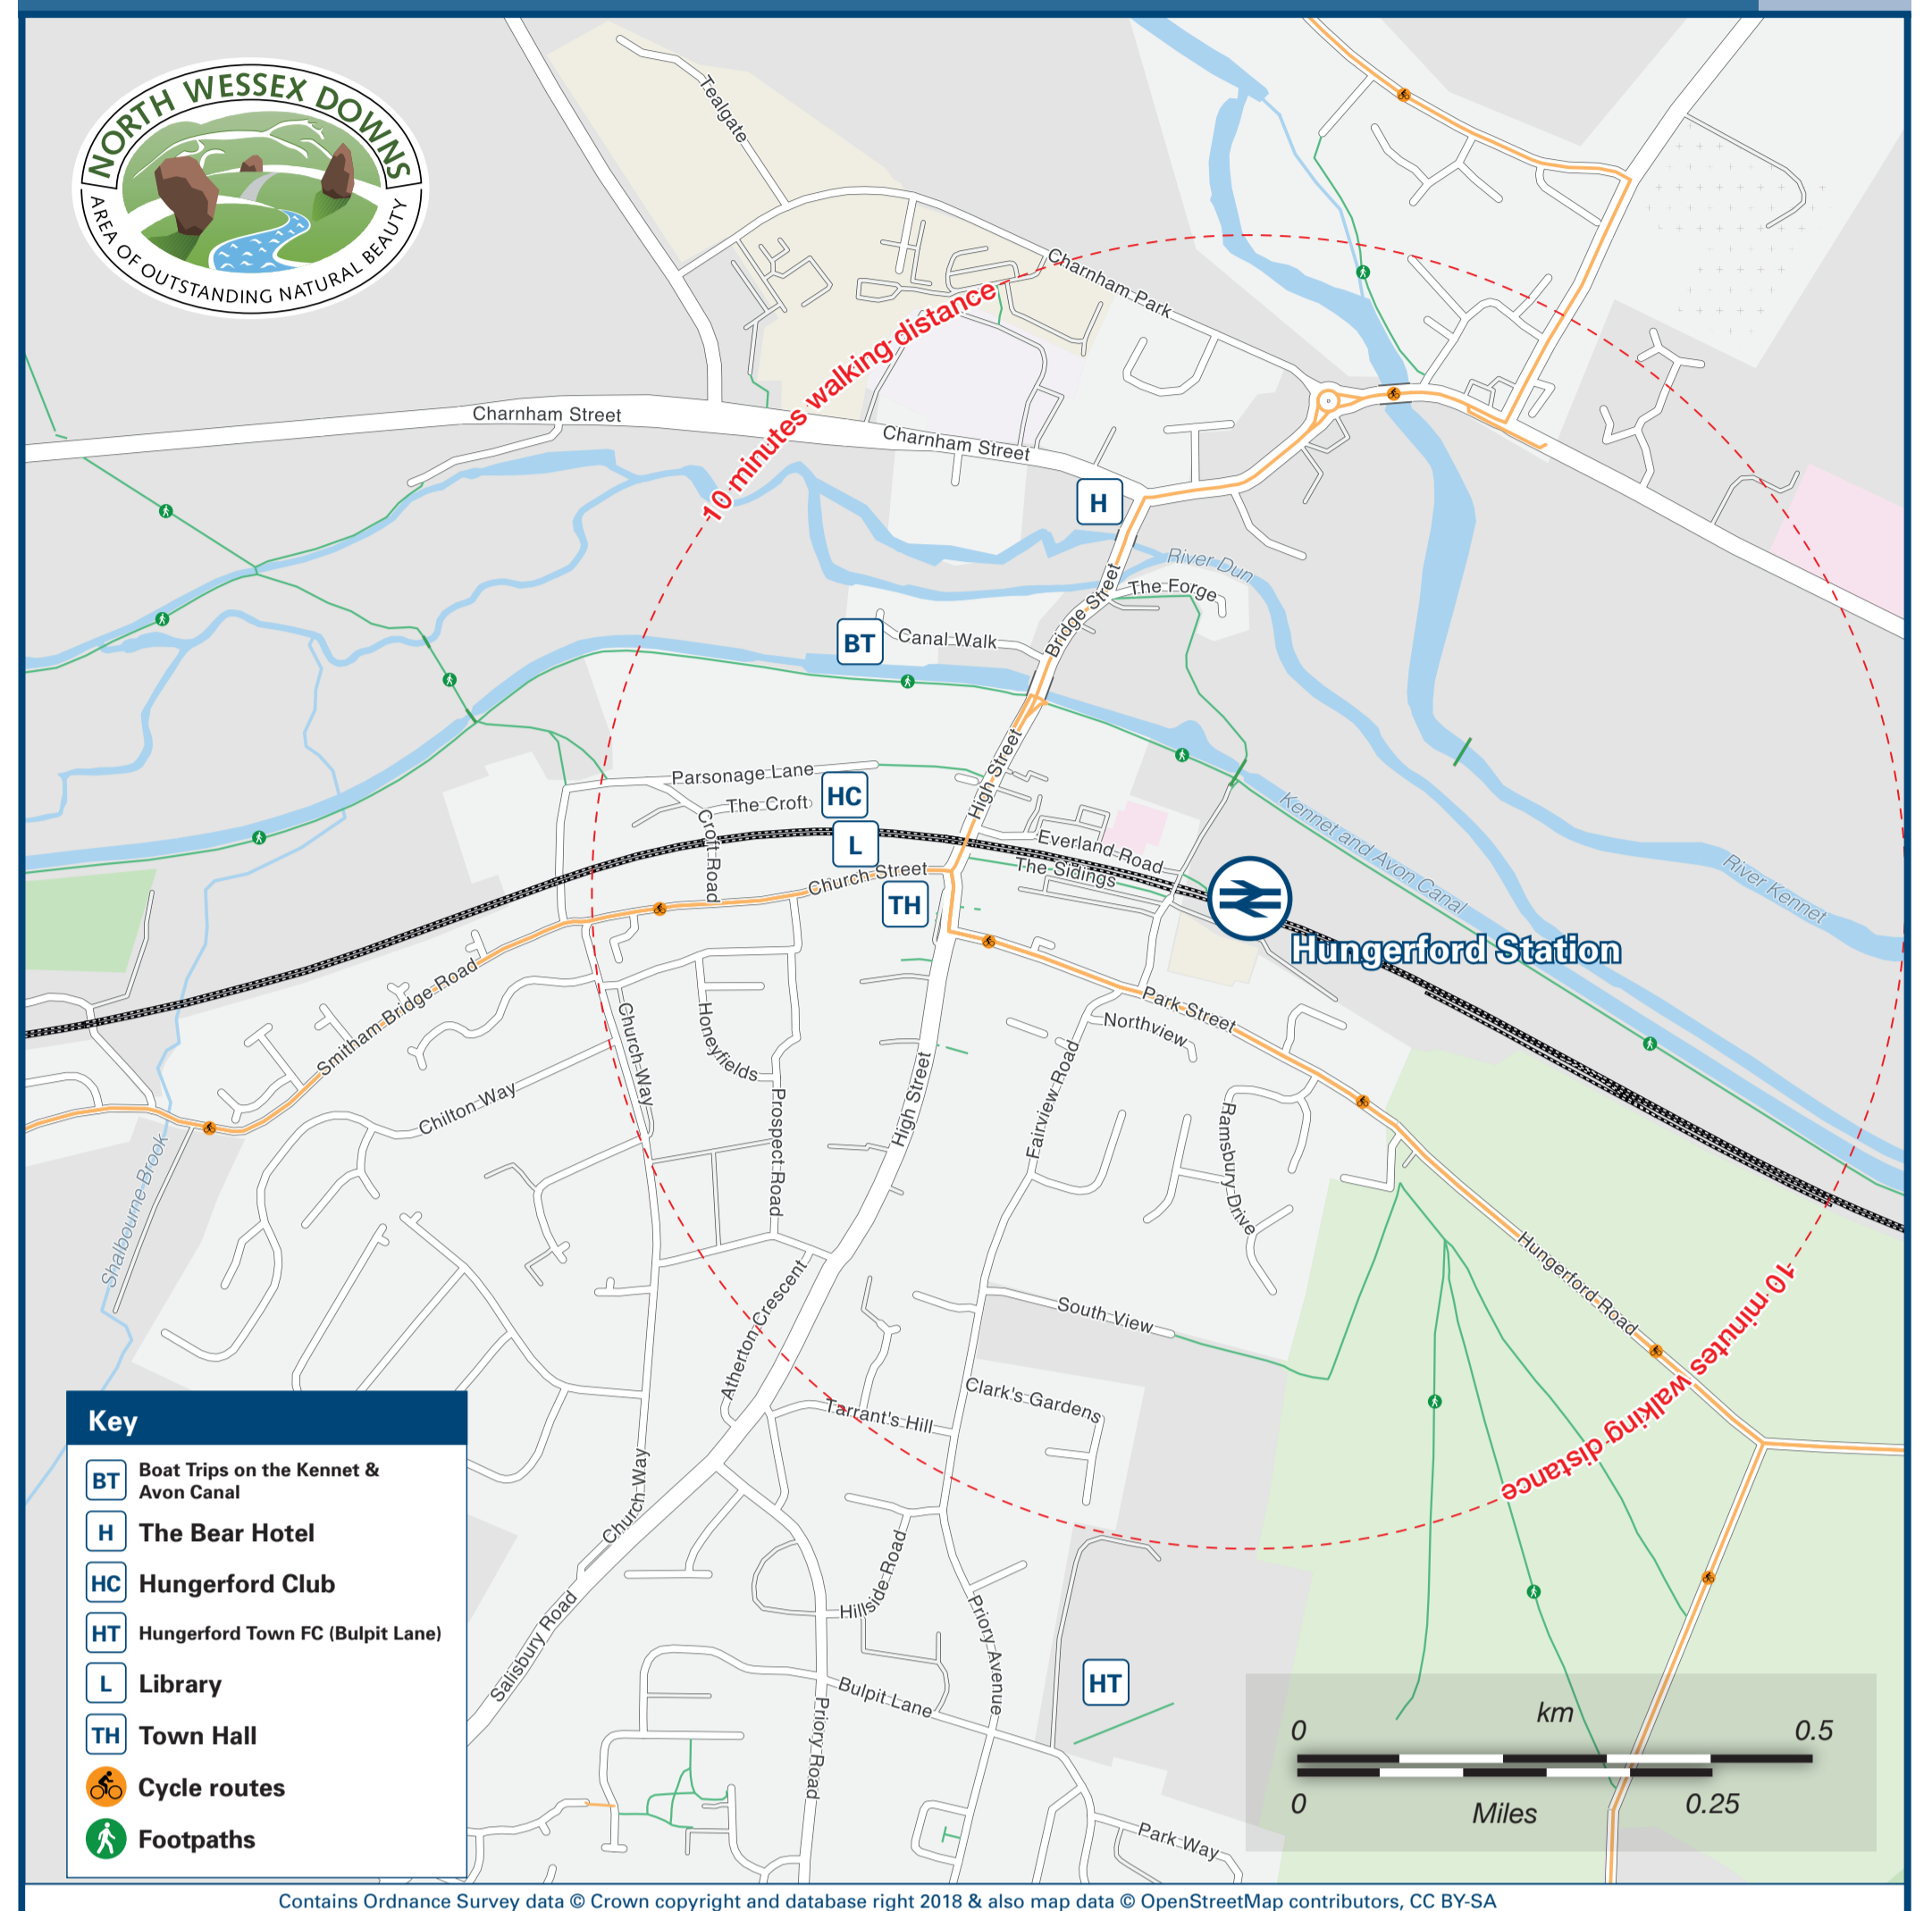 NORTH WESSEX DOWNS
AREA OF OUTSTANDING NATURAL BEAUTY
Tealgate
Charnham Park
10 minutes walking distance
Charnham Street
Charnham Street
H
River Dun
The Forge
Bridge Street
BT
Canal Walk
High Street
Parsonage Lane
HC
The Croft
Croft Road
L
Everland Road
The Sidings
Church Street
TH
Kennet and Avon Canal
River Kennet
Hungerford Station
Smitham Bridge Road
Park Street
Northview
Church Way
Honeyfields
Chilton Way
Prospect Road
High Street
Fairview Road
Ramsbury Drive
Shalbourne Brook
Hungerford Road
10 minutes walking distance
Atherton Crescent
South View
Clark's Gardens
Tarrant's Hill
Church Way
Hillside Road
Salisbury Road
Priory Avenue
Bulpit Lane
HT
Priory Road
Park Way
Key
BT Boat Trips on the Kennet &
Avon Canal
H The Bear Hotel
HC Hungerford Club
HT Hungerford Town FC (Bulpit Lane)
L Library
TH Town Hall
Cycle routes
Footpaths
km
0 0.5
0 0.25
Miles
Contains Ordnance Survey data © Crown copyright and database right 2018 & also map data © OpenStreetMap contributors, CC BY-SA